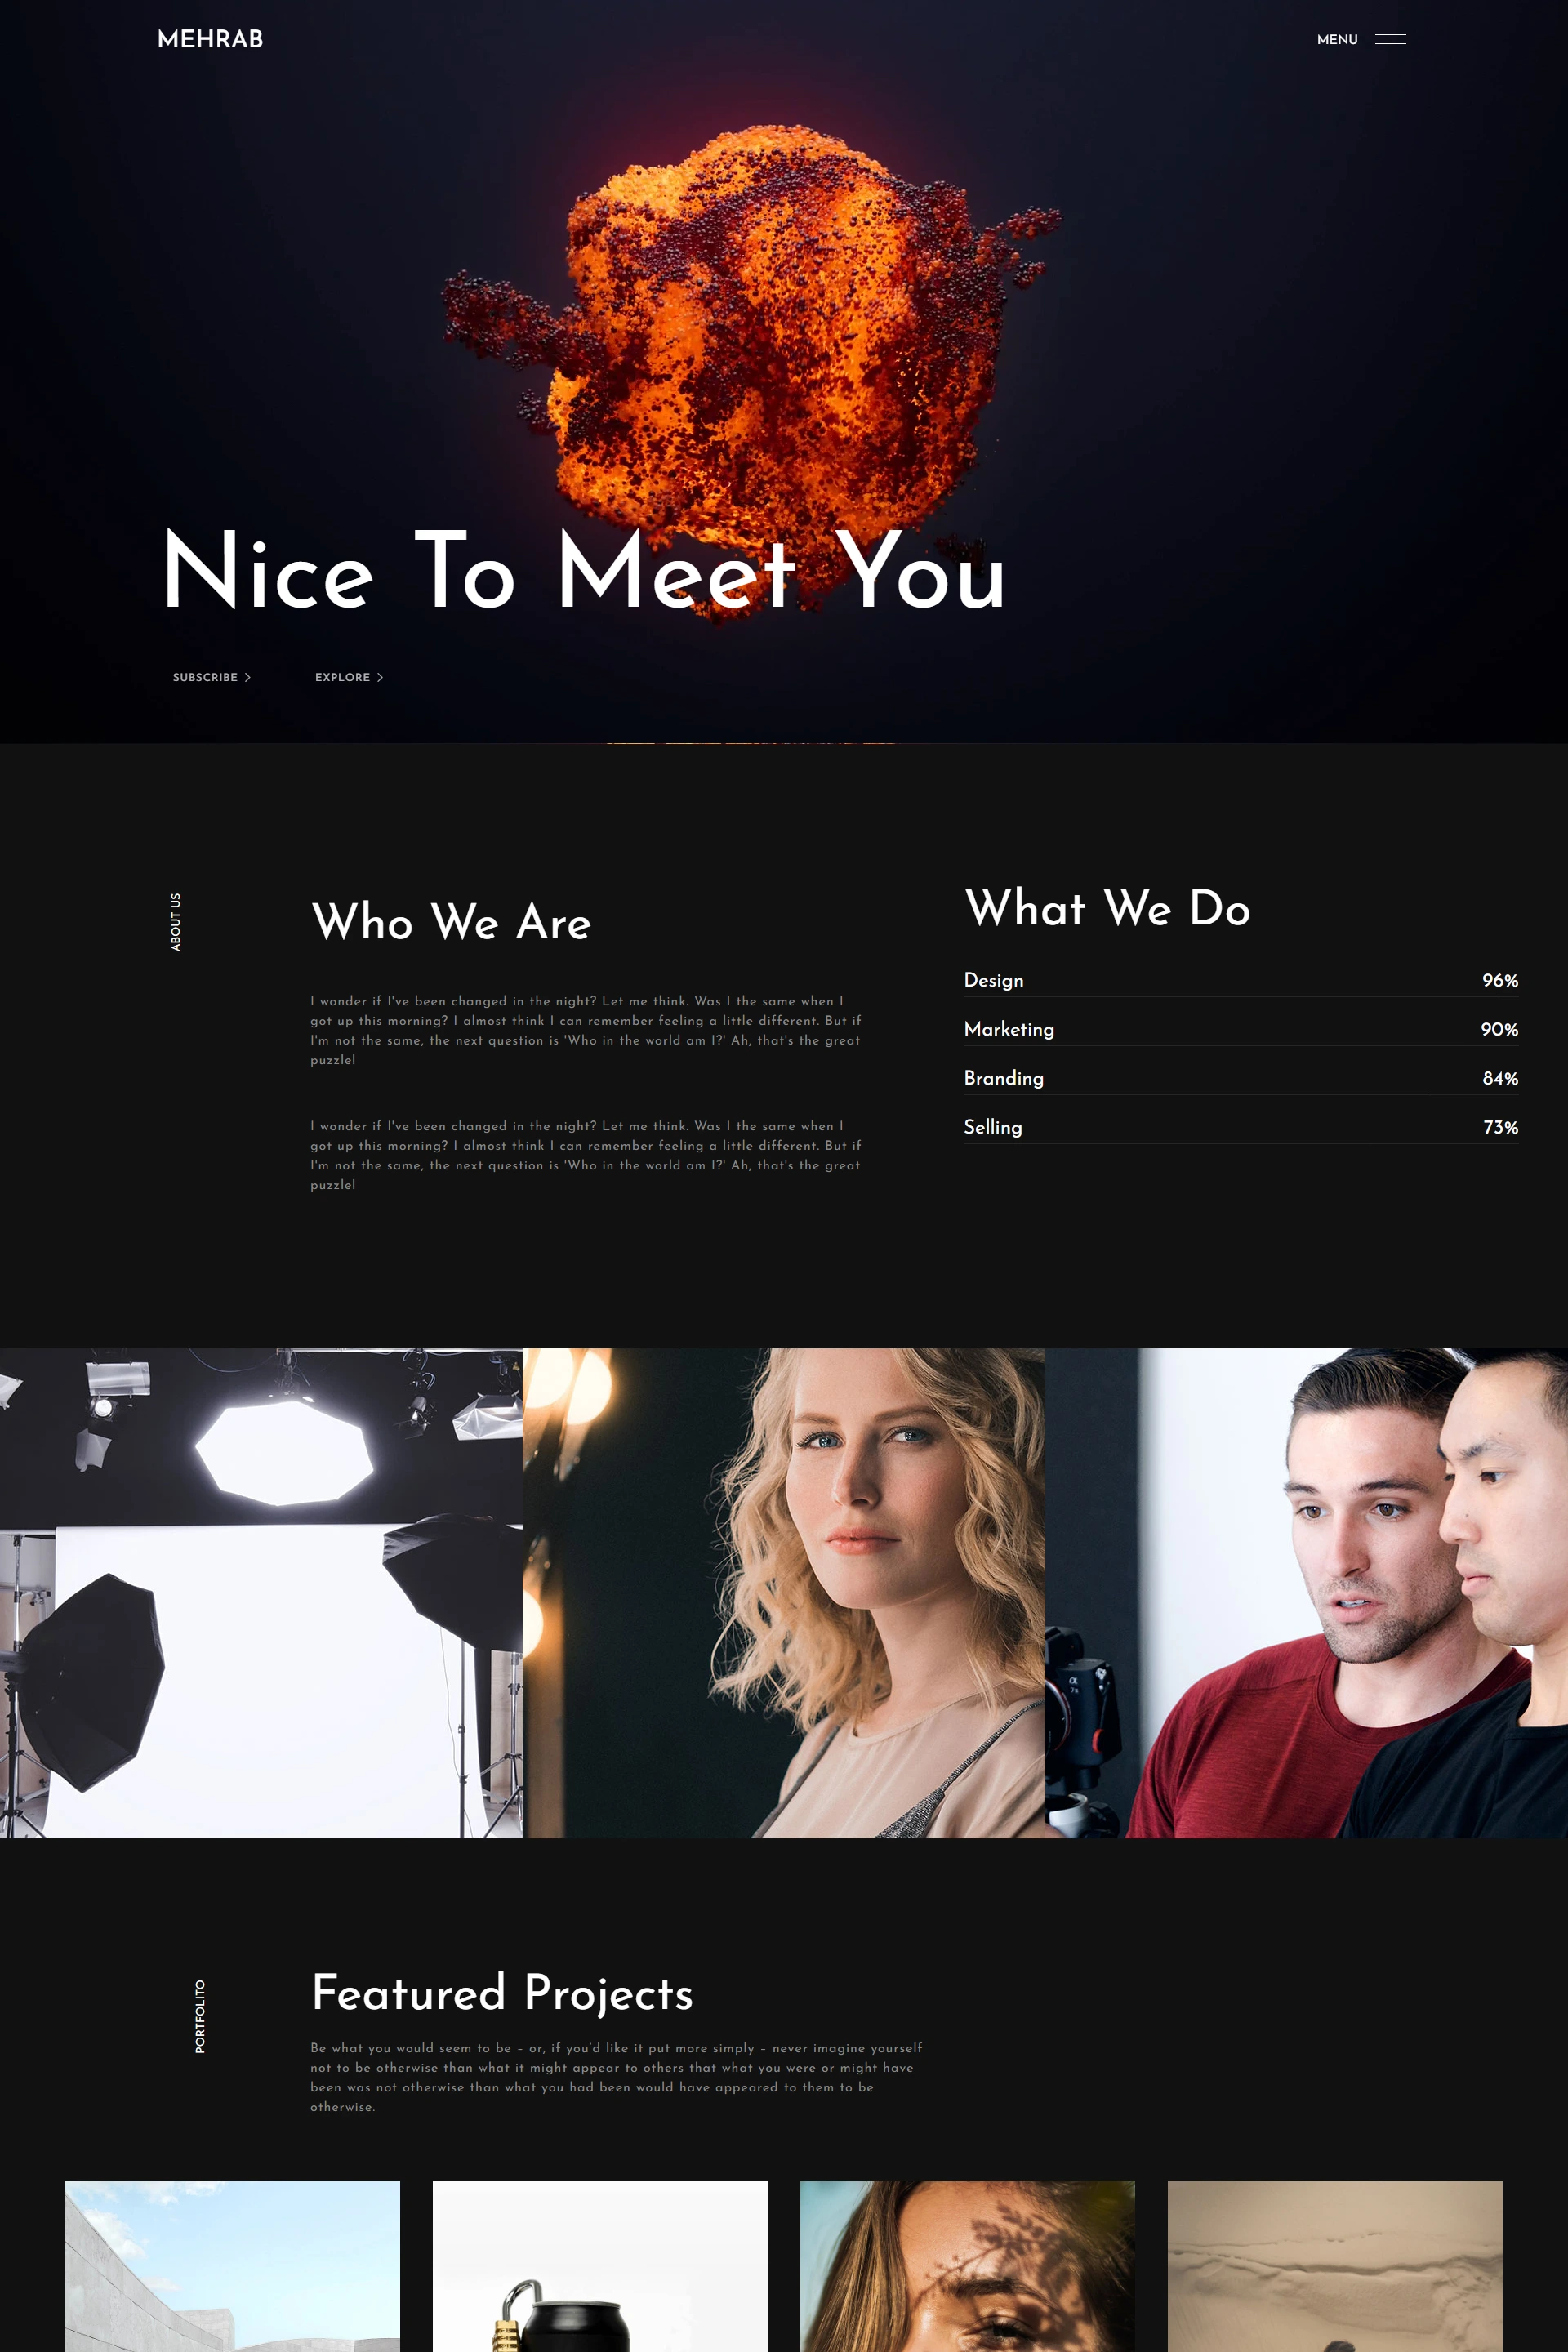 MEHRAB
MENU
Nice To Meet You
SUBSCRIBE
EXPLORE
ABOUT US
Who We Are
I wonder if I've been changed in the night? Let me think. Was I the same when I
got up this morning? I almost think I can remember feeling a little different. But if
I'm not the same, the next question is 'Who in the world am I?' Ah, that's the great
puzzle!
I wonder if I've been changed in the night? Let me think. Was I the same when I
got up this morning? I almost think I can remember feeling a little different. But if
I'm not the same, the next question is 'Who in the world am I?' Ah, that's the great
puzzle!
What We Do
Design 96%
Marketing 90%
Branding 84%
Selling 73%
PORTFOLITO
Featured Projects
Be what you would seem to be – or, if you'd like it put more simply – never imagine yourself
not to be otherwise than what it might appear to others that what you were or might have
been was not otherwise than what you had been would have appeared to them to be
otherwise.